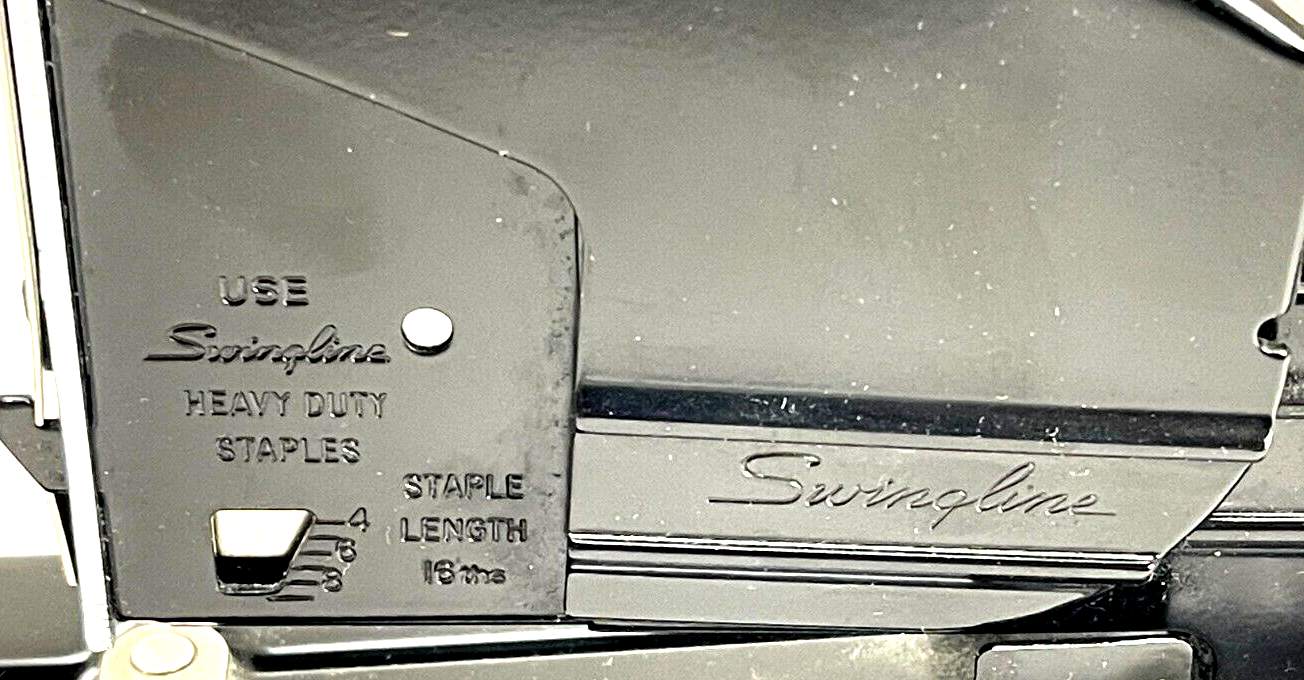 USE
Swingline
HEAVY DUTY
STAPLES
STAPLE
LENGTH
16 ths
4
6
8
Swingline